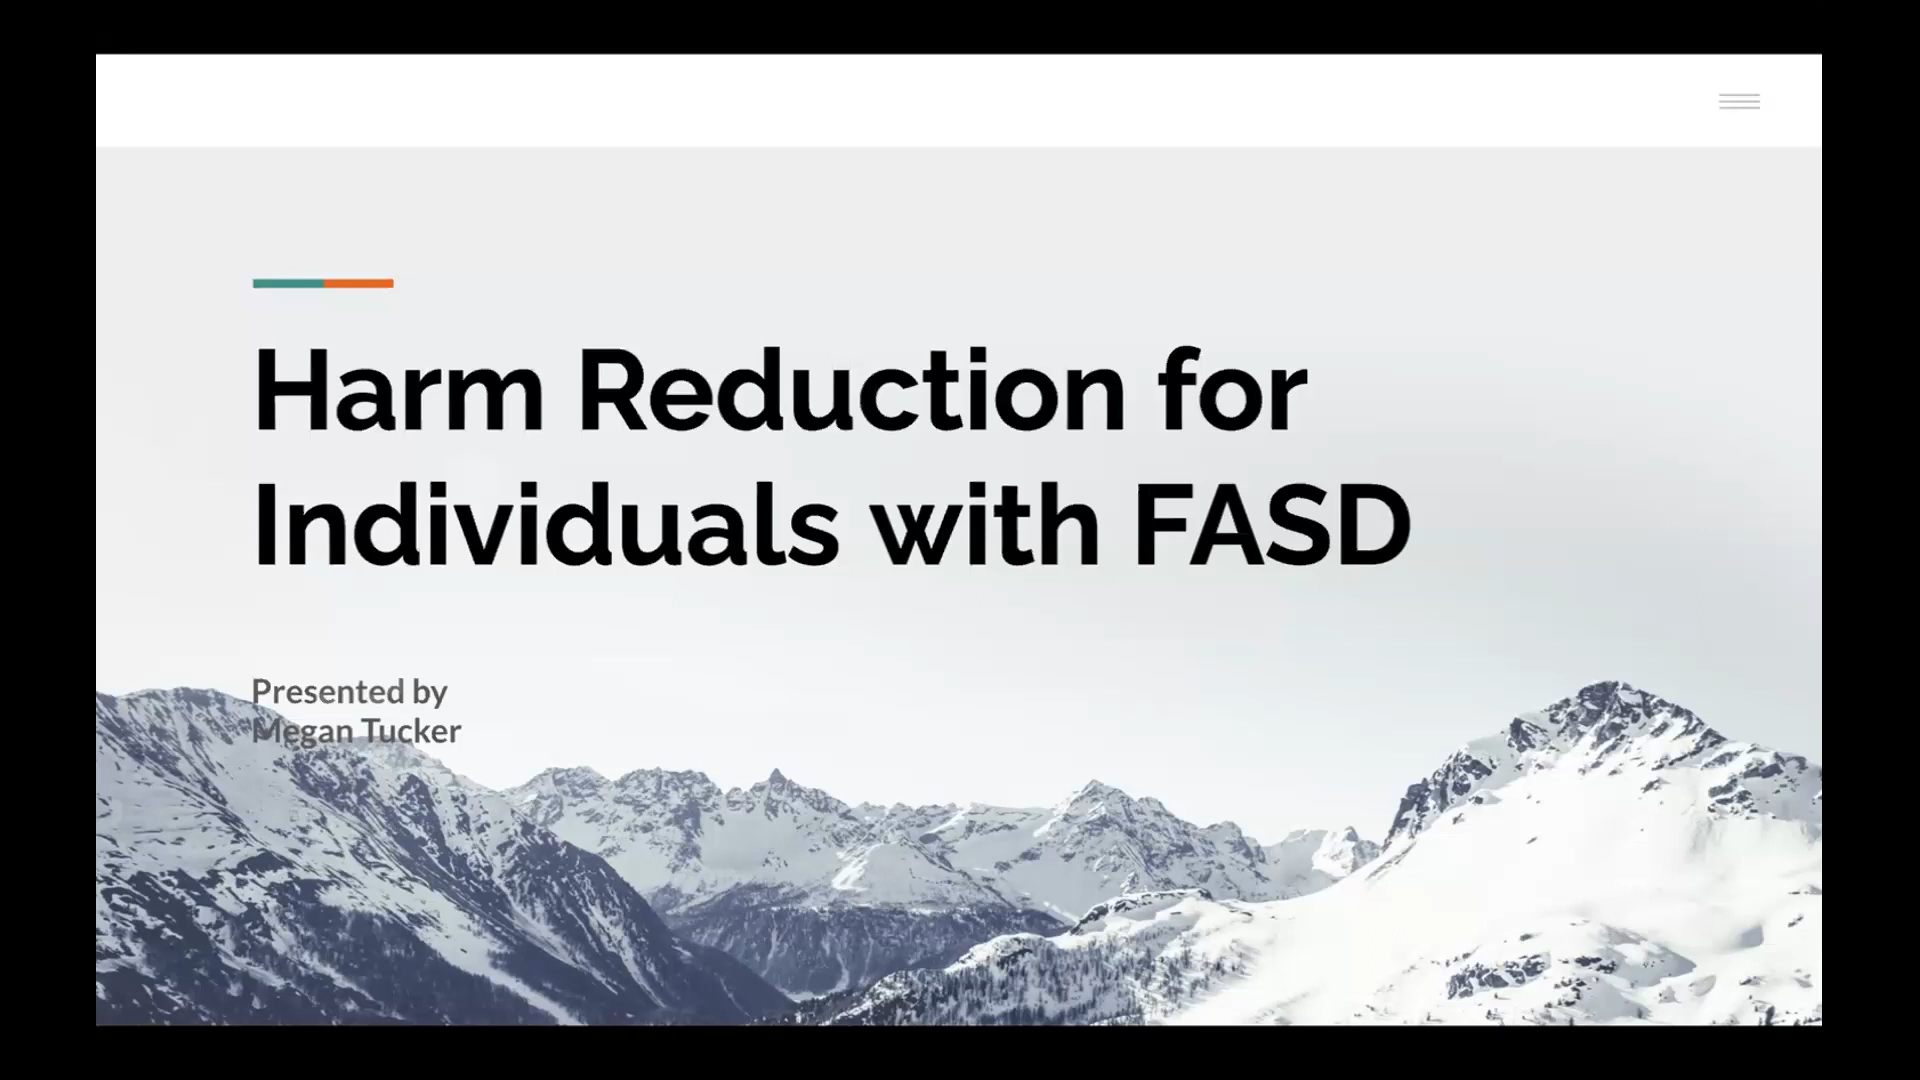 Harm Reduction for
Individuals with FASD
Presented by
Megan Tucker